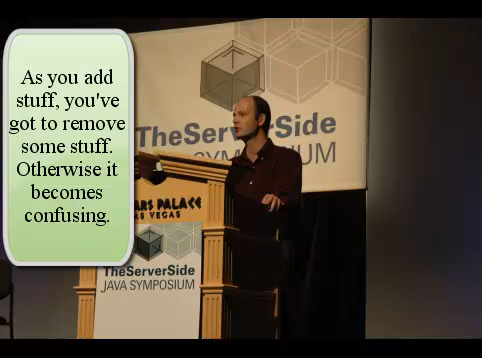 As you add
stuff, you've
got to remove
some stuff.
Otherwise it
becomes
confusing.
TheServerSide
SYMPOSIUM
PALACE
AS VEGAS
TheServerSide
JAVA SYMPOSIUM